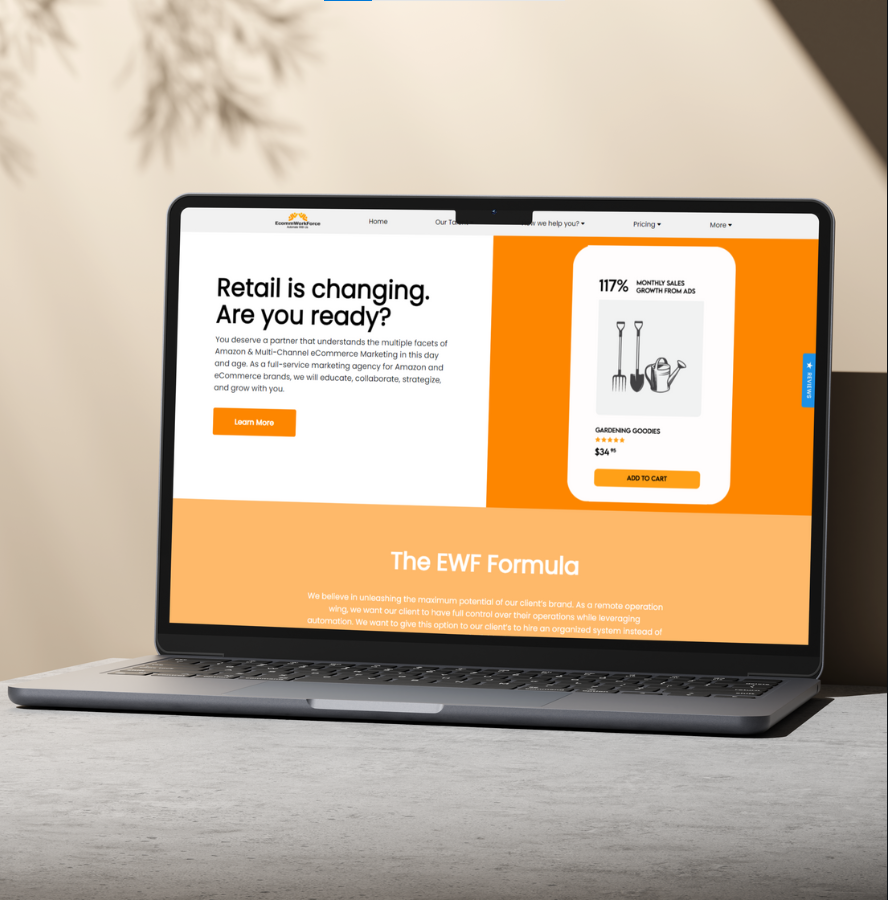 EcommWorkForce
Home
Our Ta
w we help you?
Pricing
More
Retail is changing.
Are you ready?
You deserve a partner that understands the multiple facets of
Amazon & Multi-Channel eCommerce Marketing in this day
and age. As a full-service marketing agency for Amazon and
eCommerce brands, we will educate, collaborate, strategize,
and grow with you.
Learn More
117%
MONTHLY SALES
GROWTH FROM ADS
GARDENING GOODIES
$34 95
ADD TO CART
REVIEWS
The EWF Formula
We believe in unleashing the maximum potential of our client's brand. As a remote operation
wing, we want our client to have full control over their operations while leveraging
automation. We want to give this option to our client's to hire an organized system instead of